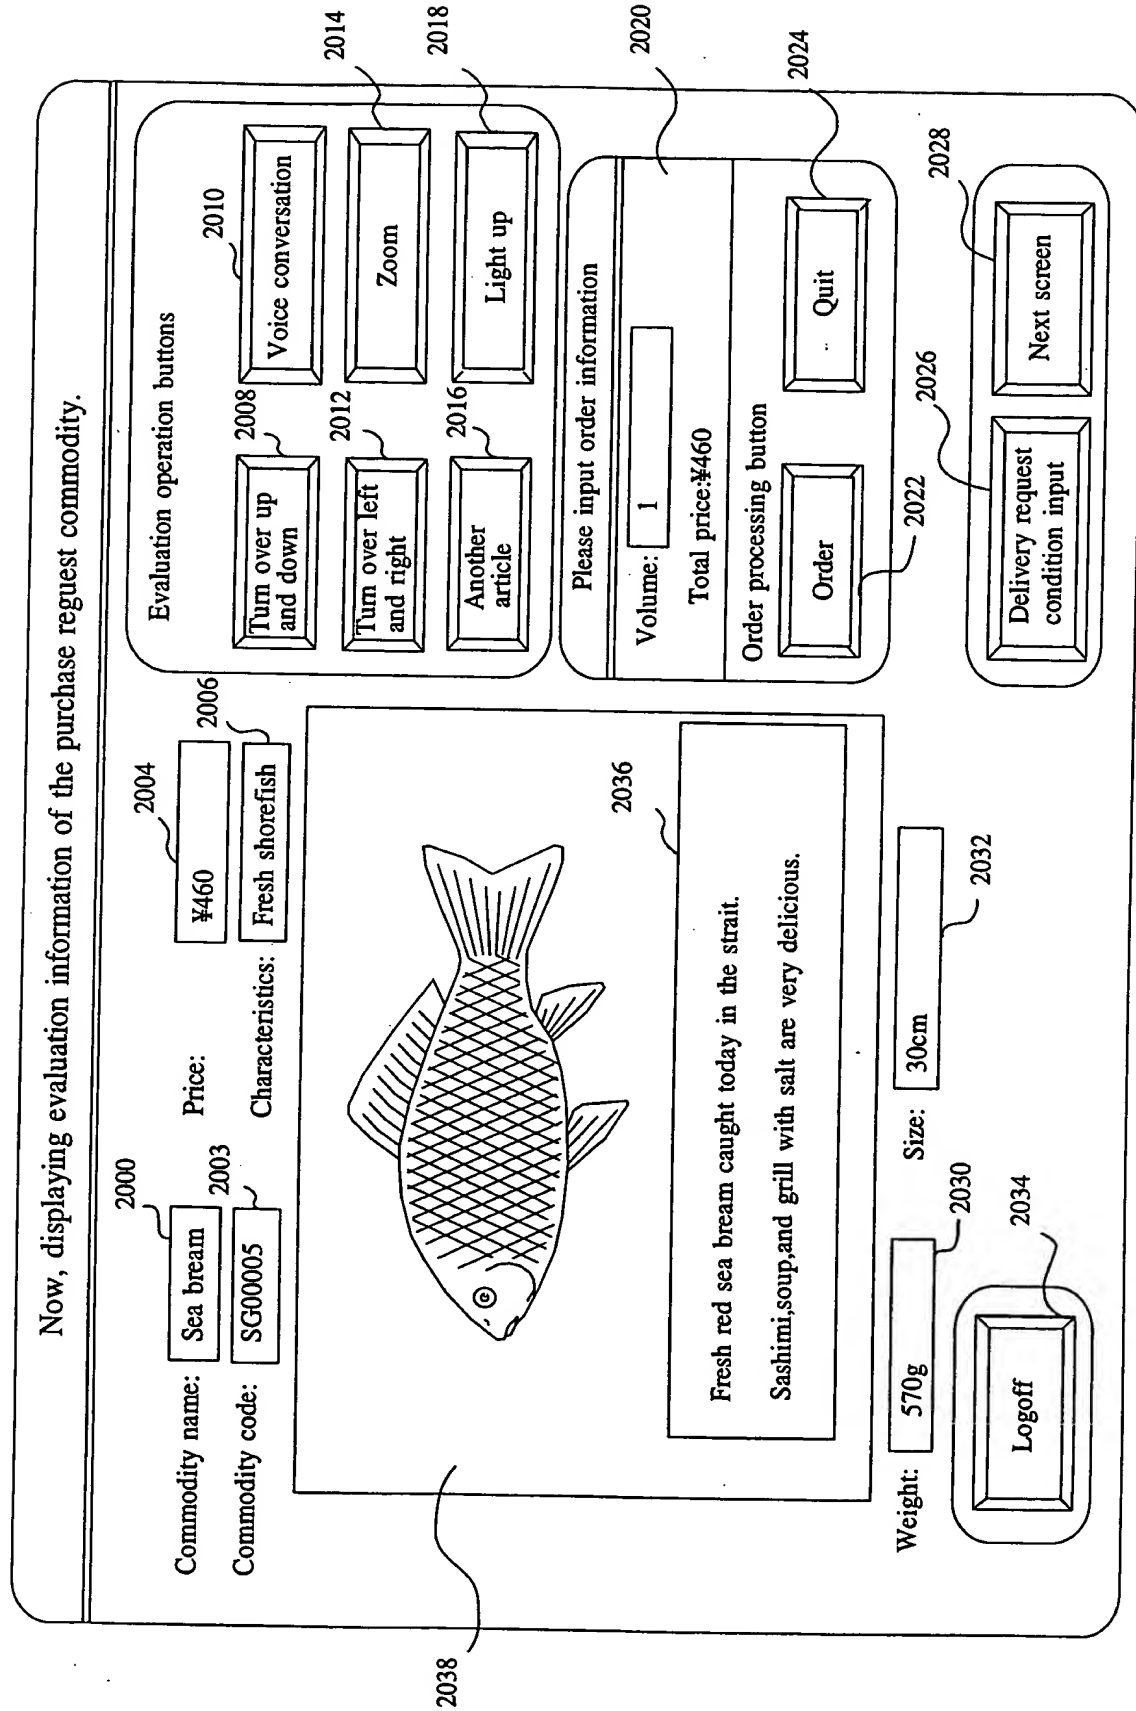 Now, displaying evaluation information of the purchase regust commodity.
Commodity name: Sea bream
2000
Price: ¥460
2004
Commodity code: SG00005
2003
Characteristics: Fresh shorefish
2006
Evaluation operation buttons
Turn over up
and down
2008
Voice conversation
2010
Turn over left
and right
2012
Zoom
2014
Another
article
2016
Light up
2018
Please input order information
Volume: 1
Total price:¥460
2020
Order processing button
Order
2022
Quit
2024
Delivery request
condition input
2026
Next screen
2028
Fresh red sea bream caught today in the strait.
Sashimi,soup,and grill with salt are very delicious.
2036
2038
Weight: 570g
2030
Size: 30cm
2032
Logoff
2034